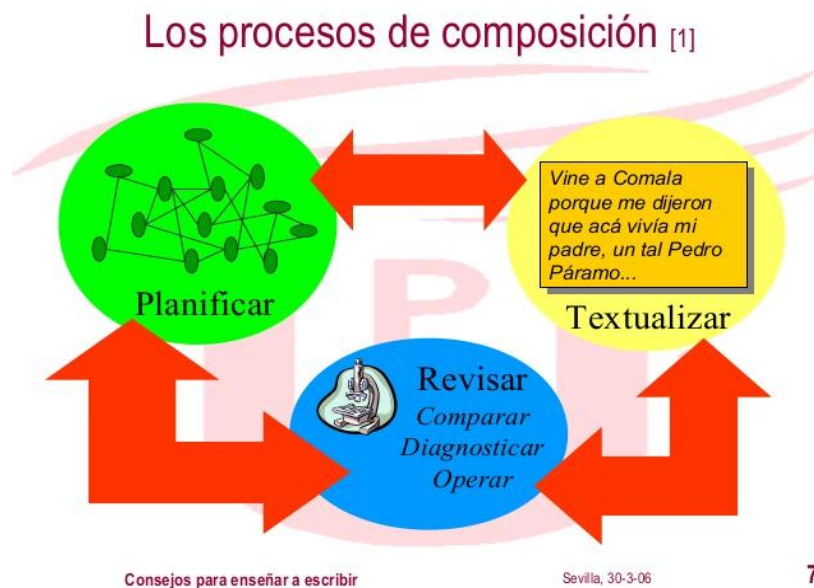 Los procesos de composición [1]
Vine a Comala
porque me dijeron
que acá vivía mi
padre, un tal Pedro
Páramo...
Planificar
Textualizar
Revisar
Comparar
Diagnosticar
Operar
P
Consejos para enseñar a escribir
Sevilla, 30-3-06
7